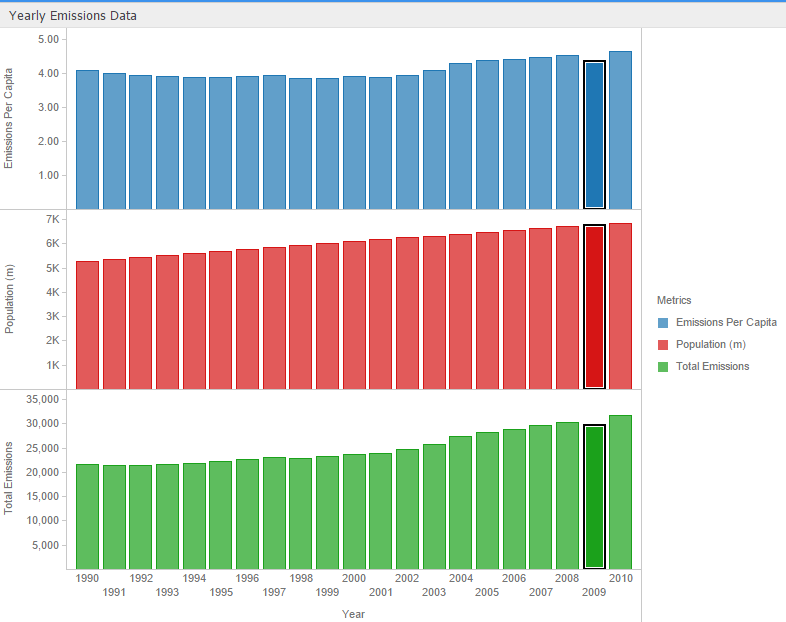 Yearly Emissions Data
5.00
4.00
3.00
2.00
1.00
Emissions Per Capita
7K
6K
5K
4K
3K
2K
1K
Population (m)
35,000
30,000
25,000
20,000
15,000
10,000
5,000
Total Emissions
1990 1992 1994 1996 1998 2000 2002 2004 2006 2008 2010
1991 1993 1995 1997 1999 2001 2003 2005 2007 2009
Year
Metrics
Emissions Per Capita
Population (m)
Total Emissions